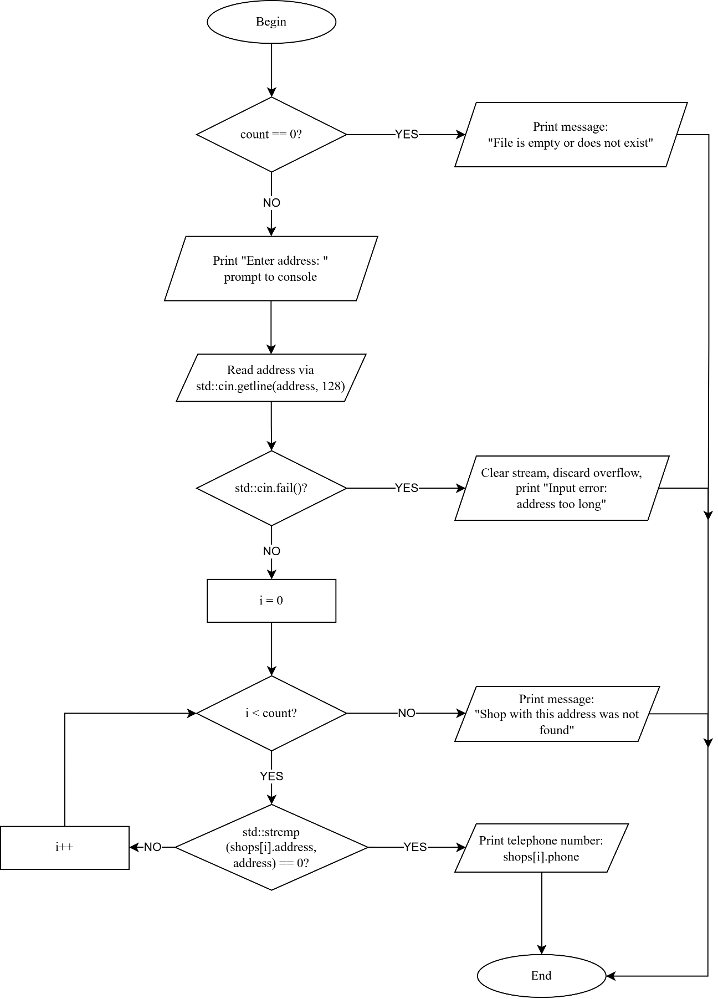 Begin
count == 0?
YES
Print message:
"File is empty or does not exist"
NO
Print "Enter address: "
prompt to console
Read address via
std::cin.getline(address, 128)
std::cin.fail()?
YES
Clear stream, discard overflow,
print "Input error:
address too long"
NO
i = 0
i < count?
NO
Print message:
"Shop with this address was not
found"
YES
i++
NO
std::strcmp
(shops[i].address,
address) == 0?
YES
Print telephone number:
shops[i].phone
End